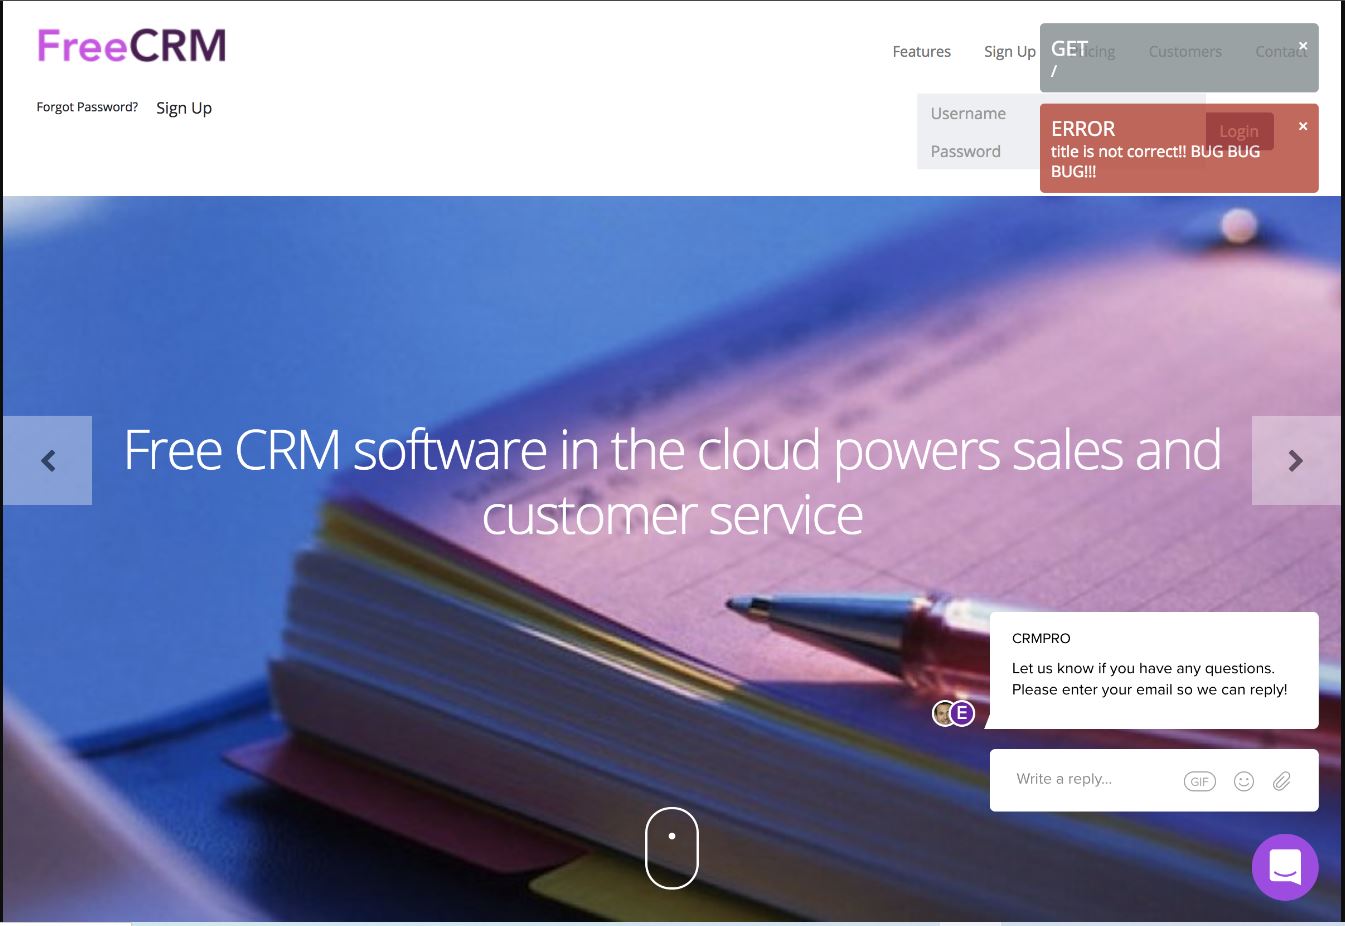 FreeCRM
Features
Sign Up
Pricing
Customers
Contact
GET
/
×
Forgot Password?
Sign Up
Username
Password
Login
ERROR
×
title is not correct!! BUG BUG
BUG!!!
Free CRM software in the cloud powers sales and
customer service
CRMPRO
Let us know if you have any questions.
Please enter your email so we can reply!
E
Write a reply...
GIF